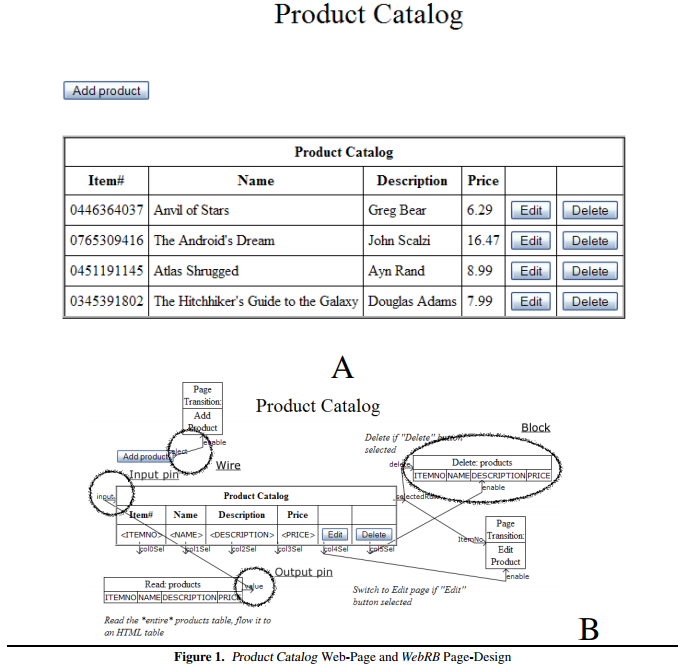 Product Catalog
Add product
Product Catalog
Item# Name Description Price
0446364037 Anvil of Stars Greg Bear 6.29 Edit Delete
0765309416 The Android's Dream John Scalzi 16.47 Edit Delete
0451191145 Atlas Shrugged Ayn Rand 8.99 Edit Delete
0345391802 The Hitchhiker's Guide to the Galaxy Douglas Adams 7.99 Edit Delete
A
Page
Transition:
Add
Product
enable
Product Catalog
Add product
Wire
Input pin
input
Delete if "Delete" button
selected
Block
delete
Delete: products
ITEMNO NAME DESCRIPTION PRICE
enable
Product Catalog
Item# Name Description Price
<ITEMNO> <NAME> <DESCRIPTION> <PRICE> Edit Delete
col0Sel col1Sel col2Sel col3Sel col4Sel col5Sel
ItemNo
Page
Transition:
Edit
Product
enable
Output pin
value
Read: products
ITEMNO NAME DESCRIPTION PRICE
Switch to Edit page if "Edit"
button selected
Read the *entire* products table, flow it to
an HTML table
B
Figure 1. Product Catalog Web-Page and WebRB Page-Design